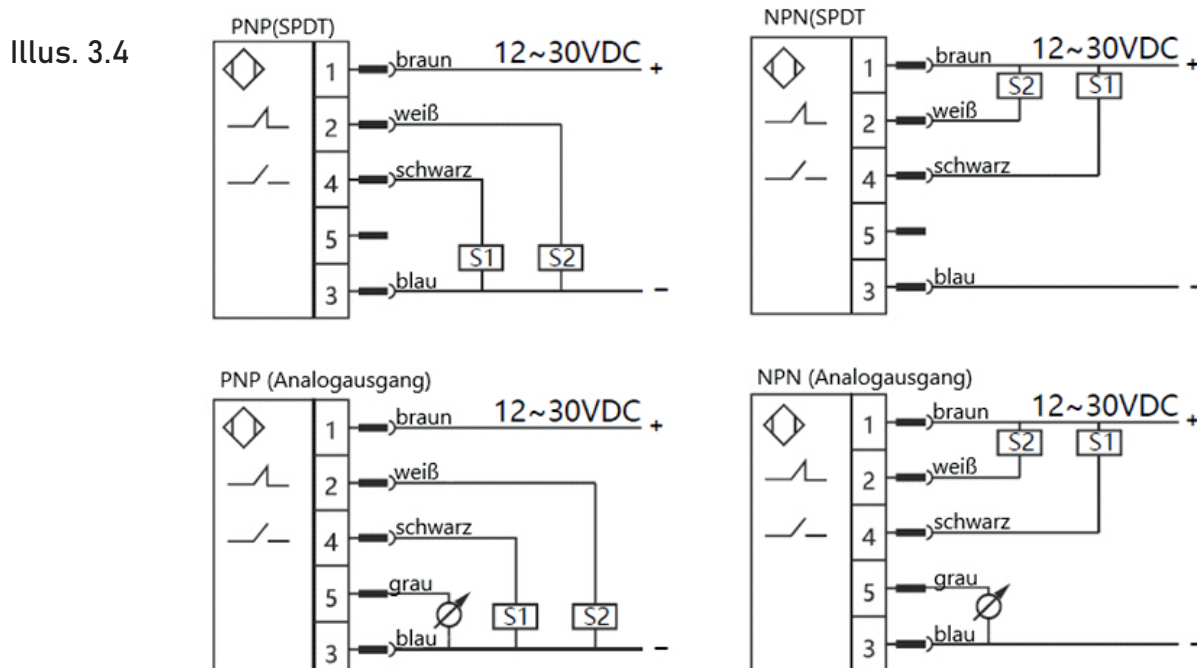 Illus. 3.4
PNP(SPDT)
1 braun 12~30VDC +
2 weiß
4 schwarz
5
S1 S2
3 blau −
NPN(SPDT
1 braun 12~30VDC +
S2 S1
2 weiß
4 schwarz
5
3 blau -
PNP (Analogausgang)
1 braun 12~30VDC +
2 weiß
4 schwarz
5 grau
S1 S2
3 blau −
NPN (Analogausgang)
1 braun 12~30VDC +
S2 S1
2 weiß
4 schwarz
5 grau
3 blau -